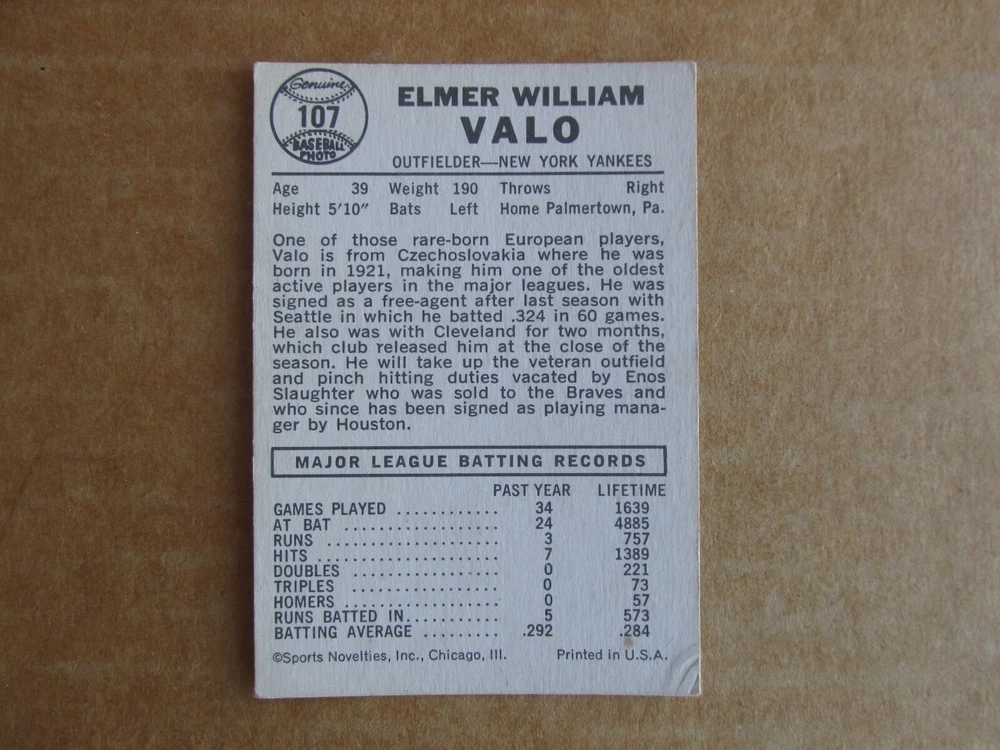 Genuine
107
BASEBALL
PHOTO
ELMER WILLIAM
VALO
OUTFIELDER—NEW YORK YANKEES
Age 39 Weight 190 Throws Right
Height 5'10" Bats Left Home Palmertown, Pa.
One of those rare-born European players,
Valo is from Czechoslovakia where he was
born in 1921, making him one of the oldest
active players in the major leagues. He was
signed as a free-agent after last season with
Seattle in which he batted .324 in 60 games.
He also was with Cleveland for two months,
which club released him at the close of the
season. He will take up the veteran outfield
and pinch hitting duties vacated by Enos
Slaughter who was sold to the Braves and
who since has been signed as playing mana-
ger by Houston.
MAJOR LEAGUE BATTING RECORDS
PAST YEAR LIFETIME
GAMES PLAYED ............ 34 1639
AT BAT .................. 24 4885
RUNS .................... 3 757
HITS ..................... 7 1389
DOUBLES ................. 0 221
TRIPLES ................. 0 73
HOMERS .................. 0 57
RUNS BATTED IN........... 5 573
BATTING AVERAGE ......... .292 .284
©Sports Novelties, Inc., Chicago, Ill. Printed in U.S.A.